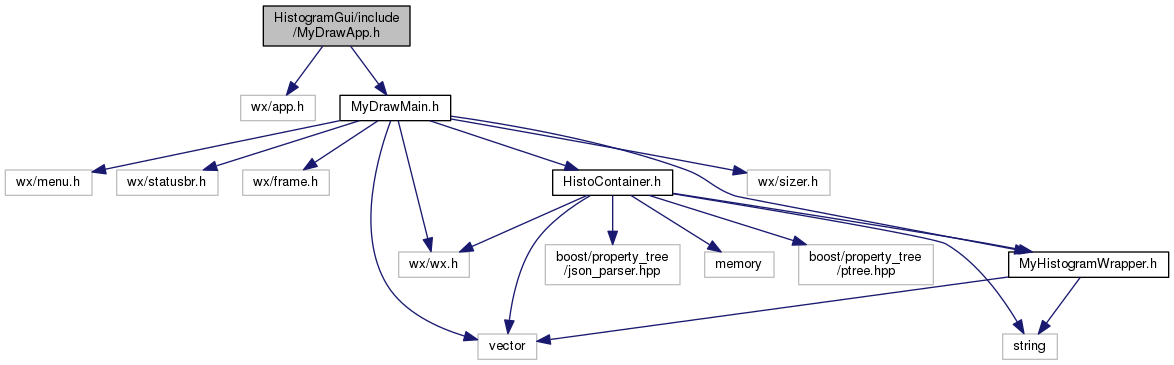 HistogramGui/include
/MyDrawApp.h
wx/app.h
MyDrawMain.h
wx/menu.h
wx/statusbr.h
wx/frame.h
HistoContainer.h
wx/sizer.h
wx/wx.h
boost/property_tree
/json_parser.hpp
memory
boost/property_tree
/ptree.hpp
MyHistogramWrapper.h
vector
string